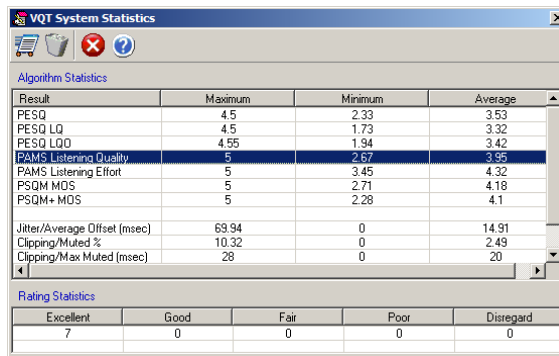 VQT System Statistics
Algorithm Statistics
Result Maximum Minimum Average
PESQ 4.5 2.33 3.53
PESQ LQ 4.5 1.73 3.32
PESQ LQO 4.55 1.94 3.42
PAMS Listening Quality 5 2.67 3.95
PAMS Listening Effort 5 3.45 4.32
PSQM MOS 5 2.71 4.18
PSQM+ MOS 5 2.28 4.1
Jitter/Average Offset (msec) 69.94 0 14.91
Clipping/Muted % 10.32 0 2.49
Clipping/Max Muted (msec) 28 0 20
Rating Statistics
Excellent Good Fair Poor Disregard
7 0 0 0 0